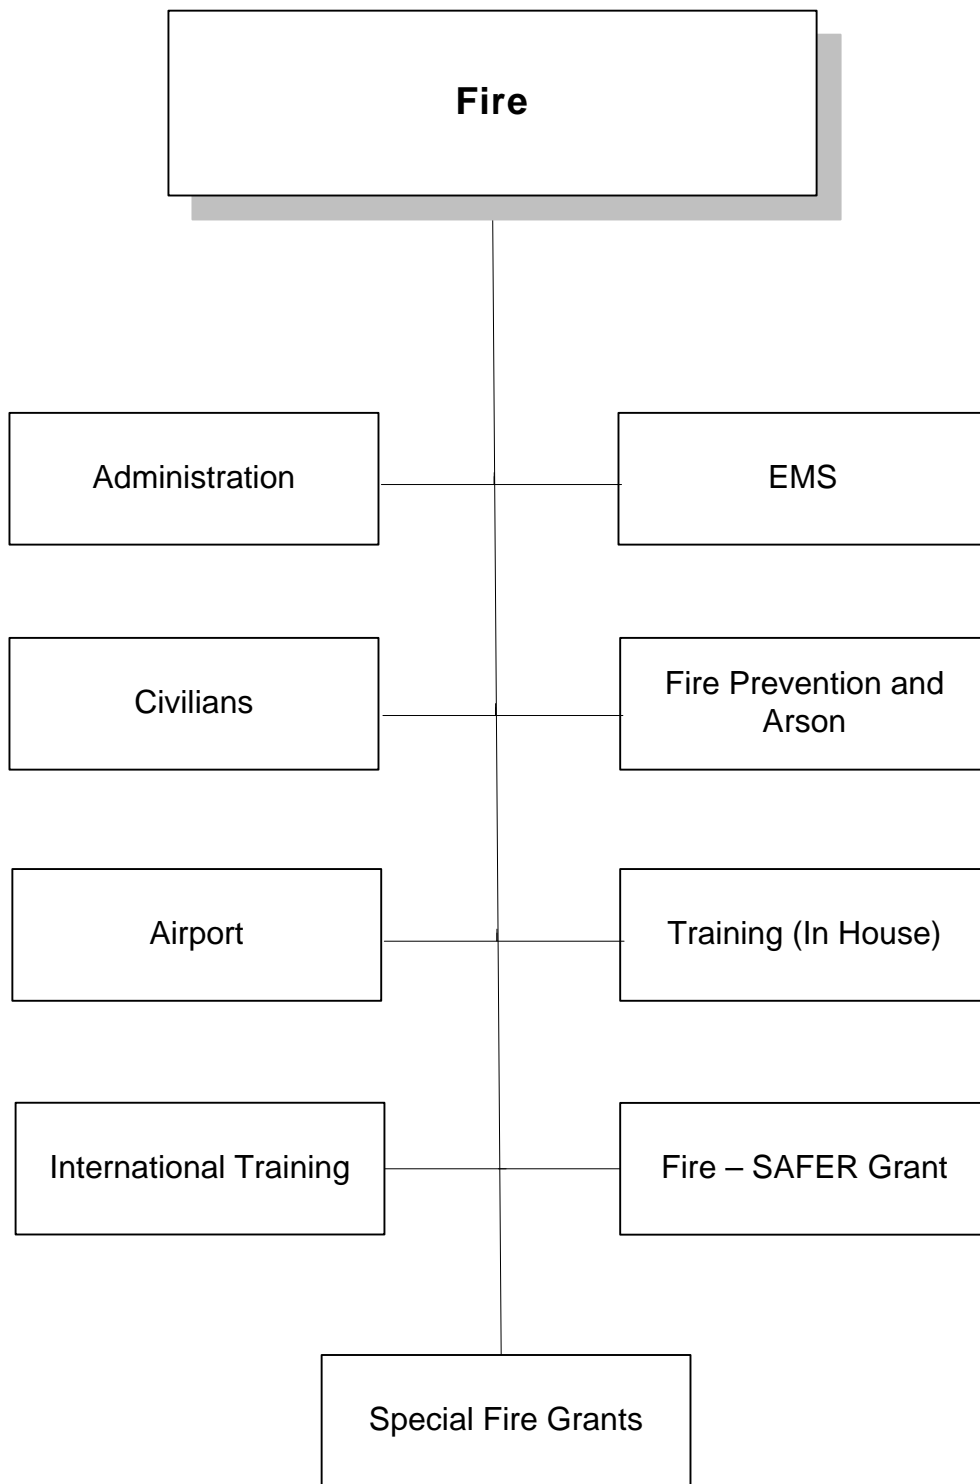 Fire
Administration
EMS
Civilians
Fire Prevention and
Arson
Airport
Training (In House)
International Training
Fire – SAFER Grant
Special Fire Grants